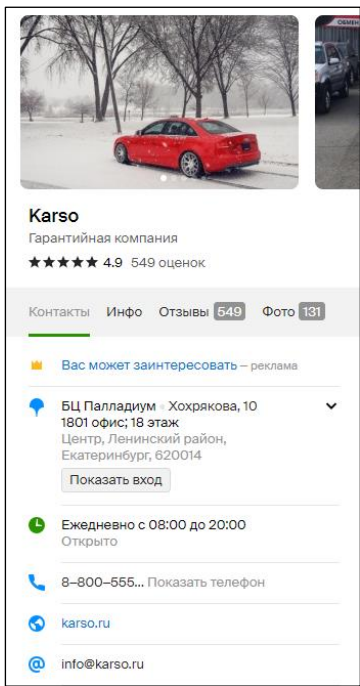 ОБМЕН
Karso
Гарантийная компания
★★★★★ 4.9 549 оценок
Контакты Инфо Отзывы 549 Фото 131
Вас может заинтересовать – реклама
БЦ Палладиум • Хохрякова, 10
1801 офис; 18 этаж
Центр, Ленинский район,
Екатеринбург, 620014
Показать вход
Ежедневно с 08:00 до 20:00
Открыто
8–800–555... Показать телефон
karso.ru
@ info@karso.ru